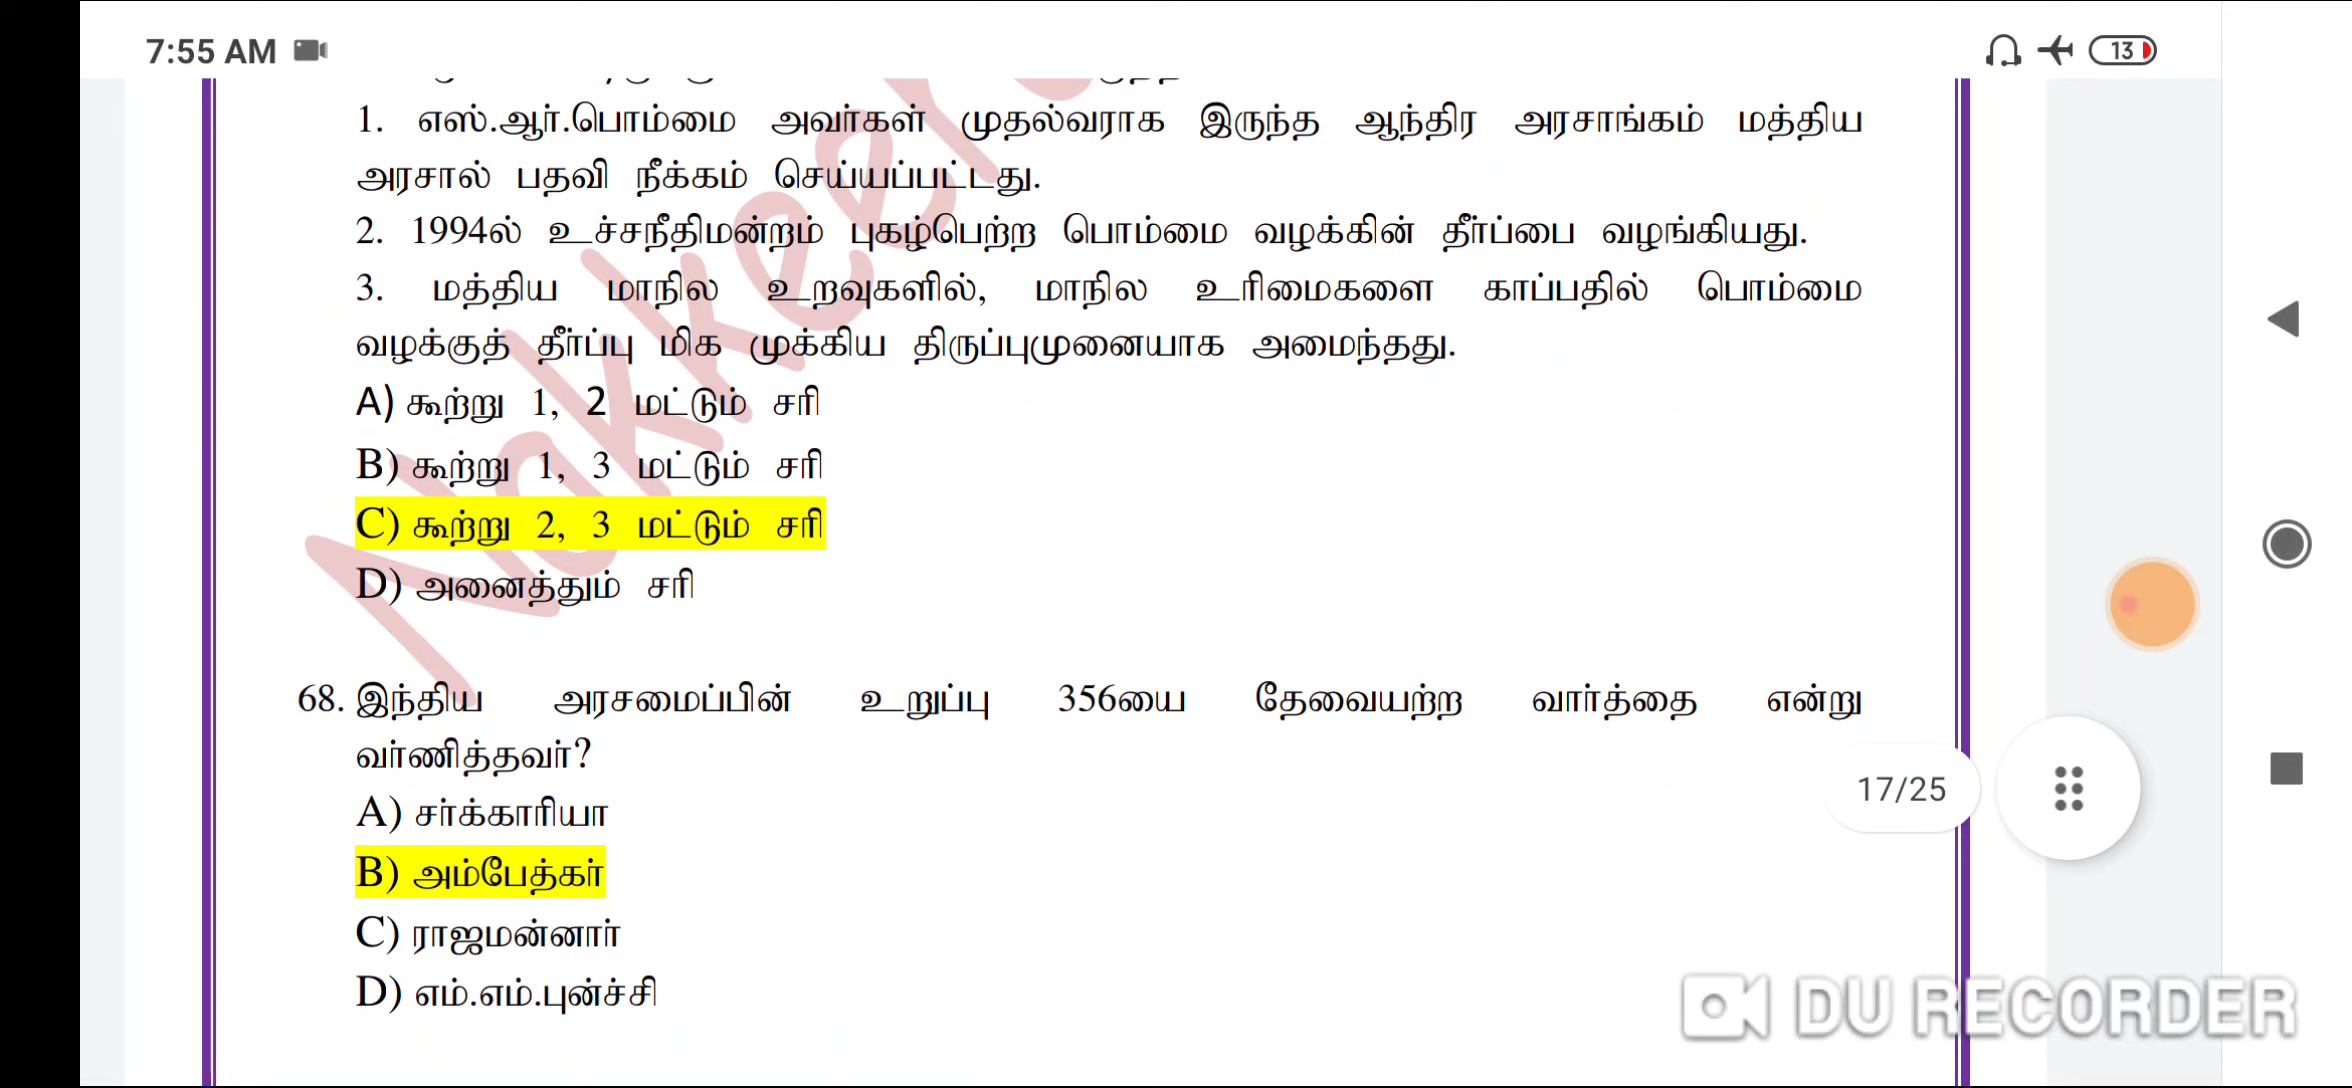 7:55 AM
13
1. எஸ்.ஆர்.பொம்மை அவர்கள் முதல்வராக இருந்த ஆந்திர அரசாங்கம் மத்திய
அரசால் பதவி நீக்கம் செய்யப்பட்டது.
2. 1994ல் உச்சநீதிமன்றம் புகழ்பெற்ற பொம்மை வழக்கின் தீர்ப்பை வழங்கியது.
3. மத்திய மாநில உறவுகளில், மாநில உரிமைகளை காப்பதில் பொம்மை
வழக்குத் தீர்ப்பு மிக முக்கிய திருப்புமுனையாக அமைந்தது.
A) கூற்று 1, 2 மட்டும் சரி
B) கூற்று 1, 3 மட்டும் சரி
C) கூற்று 2, 3 மட்டும் சரி
D) அனைத்தும் சரி
68. இந்திய அரசமைப்பின் உறுப்பு 356யை தேவையற்ற வார்த்தை என்று
வர்ணித்தவர்?
17/25
A) சர்க்காரியா
B) அம்பேத்கர்
C) ராஜமன்னார்
D) எம்.எம்.புன்ச்சி
DU RECORDER